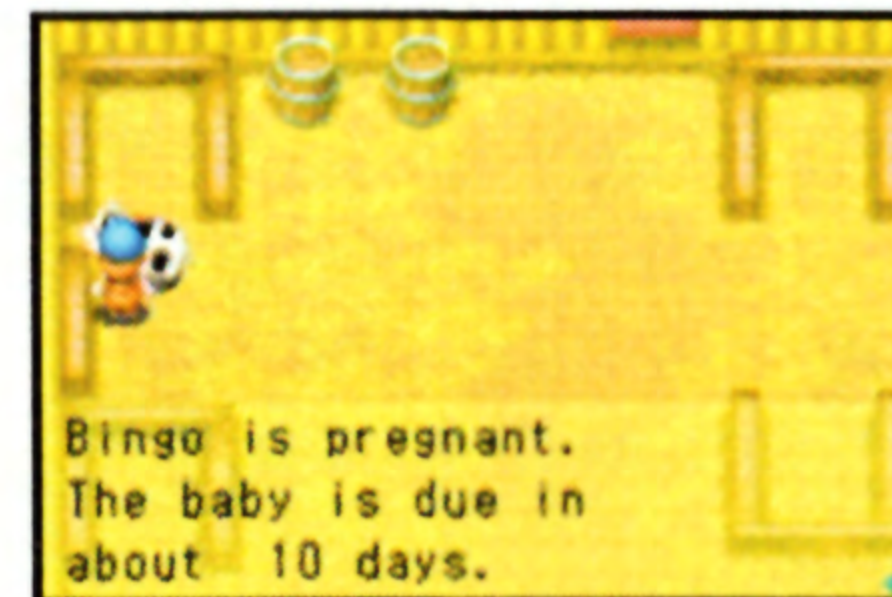 Bingo is pregnant.
The baby is due in
about 10 days.